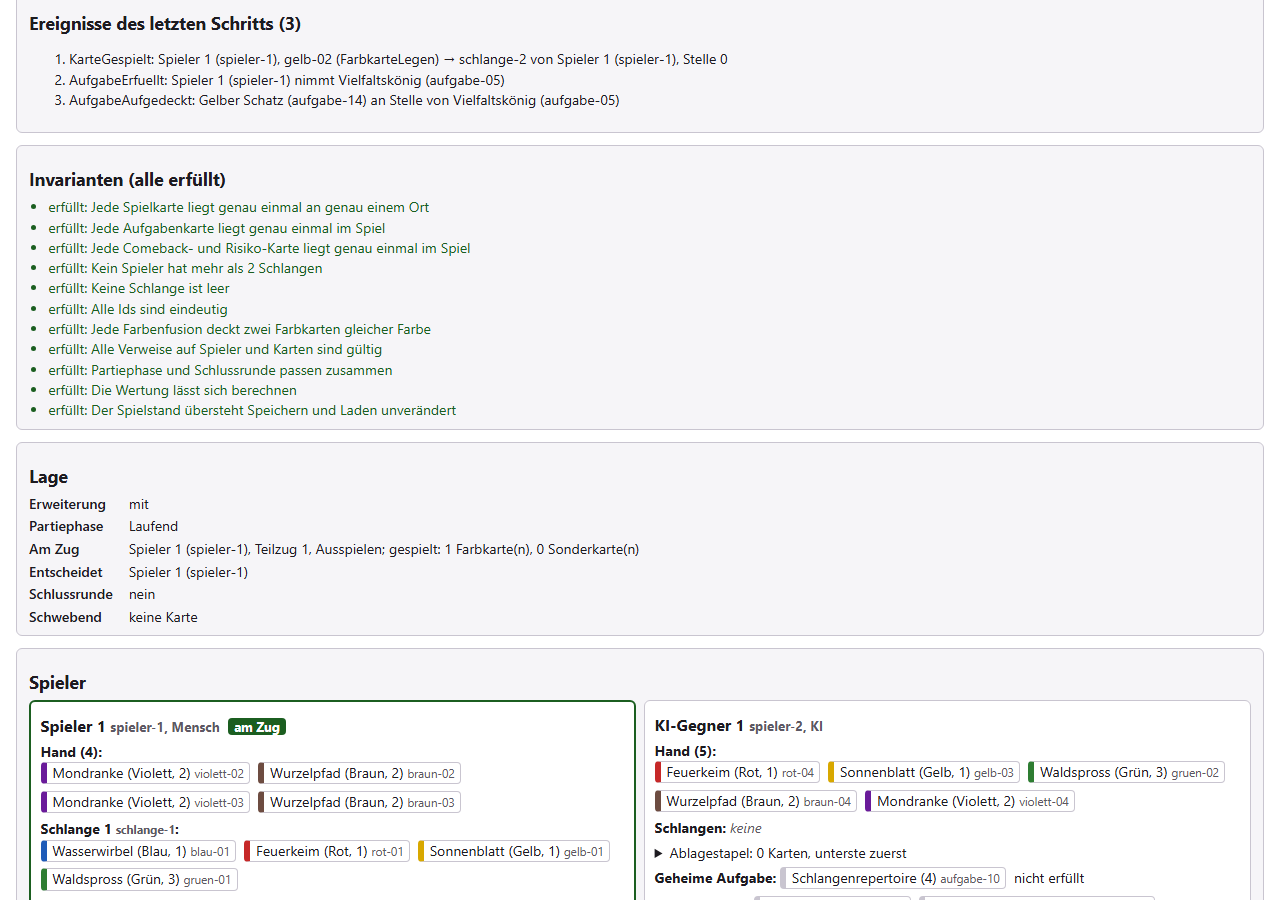 Ereignisse des letzten Schritts (3)
1. KarteGespielt: Spieler 1 (spieler-1), gelb-02 (FarbkarteLegen) → schlange-2 von Spieler 1 (spieler-1), Stelle 0
2. AufgabeErfuellt: Spieler 1 (spieler-1) nimmt Vielfaltskönig (aufgabe-05)
3. AufgabeAufgedeckt: Gelber Schatz (aufgabe-14) an Stelle von Vielfaltskönig (aufgabe-05)
Invarianten (alle erfüllt)
• erfüllt: Jede Spielkarte liegt genau einmal an genau einem Ort
• erfüllt: Jede Aufgabenkarte liegt genau einmal im Spiel
• erfüllt: Jede Comeback- und Risiko-Karte liegt genau einmal im Spiel
• erfüllt: Kein Spieler hat mehr als 2 Schlangen
• erfüllt: Keine Schlange ist leer
• erfüllt: Alle Ids sind eindeutig
• erfüllt: Jede Farbenfusion deckt zwei Farbkarten gleicher Farbe
• erfüllt: Alle Verweise auf Spieler und Karten sind gültig
• erfüllt: Partiephase und Schlussrunde passen zusammen
• erfüllt: Die Wertung lässt sich berechnen
• erfüllt: Der Spielstand übersteht Speichern und Laden unverändert
Lage
Erweiterung mit
Partiephase Laufend
Am Zug Spieler 1 (spieler-1), Teilzug 1, Ausspielen; gespielt: 1 Farbkarte(n), 0 Sonderkarte(n)
Entscheidet Spieler 1 (spieler-1)
Schlussrunde nein
Schwebend keine Karte
Spieler
Spieler 1 spieler-1, Mensch am Zug
Hand (4):
Mondranke (Violett, 2) violett-02 Wurzelpfad (Braun, 2) braun-02
Mondranke (Violett, 2) violett-03 Wurzelpfad (Braun, 2) braun-03
Schlange 1 schlange-1:
Wasserwirbel (Blau, 1) blau-01 Feuerkeim (Rot, 1) rot-01 Sonnenblatt (Gelb, 1) gelb-01
Waldspross (Grün, 3) gruen-01
KI-Gegner 1 spieler-2, KI
Hand (5):
Feuerkeim (Rot, 1) rot-04 Sonnenblatt (Gelb, 1) gelb-03 Waldspross (Grün, 3) gruen-02
Wurzelpfad (Braun, 2) braun-04 Mondranke (Violett, 2) violett-04
Schlangen: keine
▶ Ablagestapel: 0 Karten, unterste zuerst
Geheime Aufgabe: Schlangenrepertoire (4) aufgabe-10 nicht erfüllt